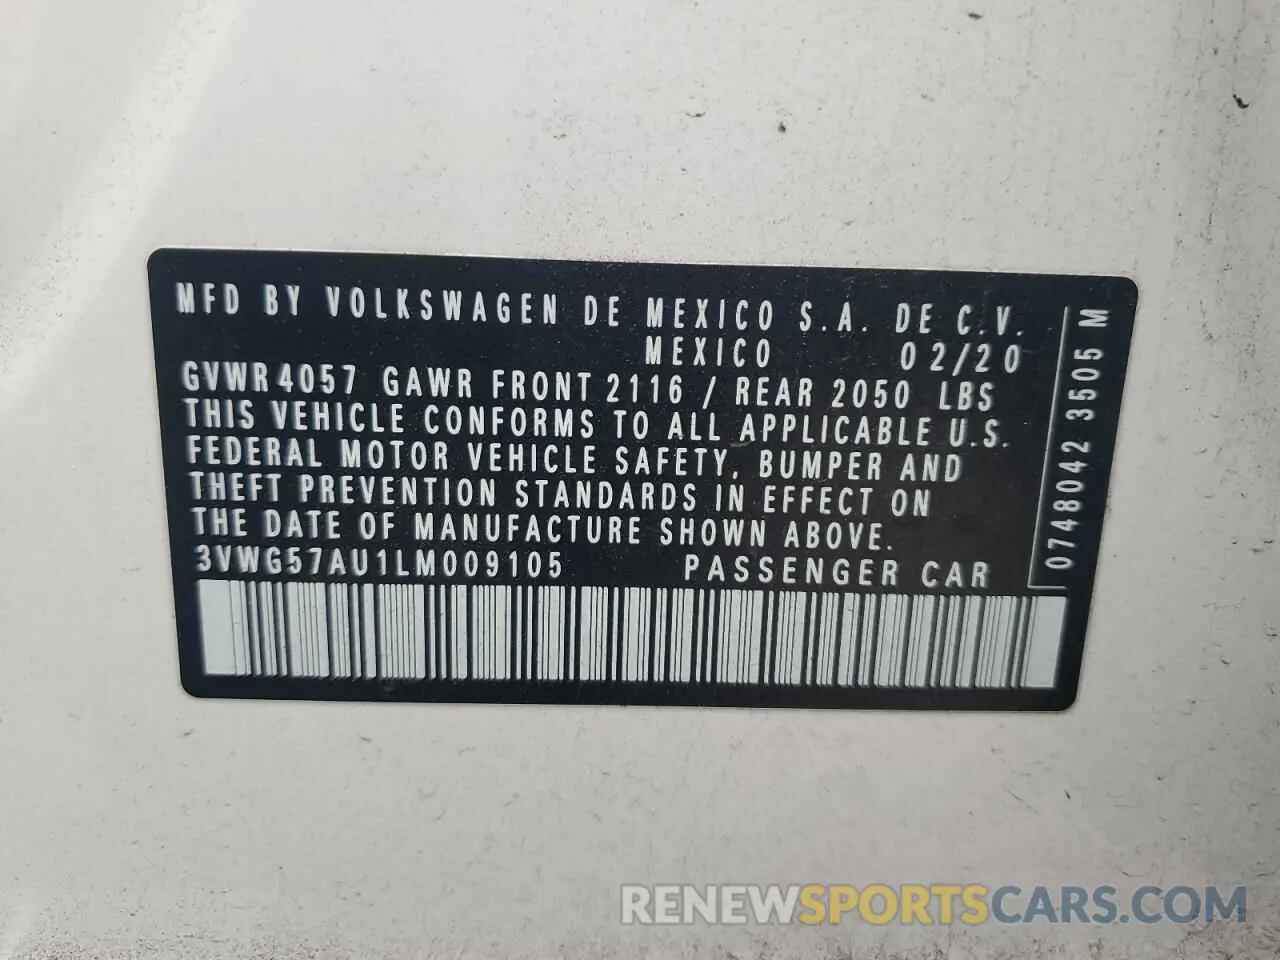 MFD BY VOLKSWAGEN DE MEXICO S.A. DE C.V.
MEXICO 02/20
GVWR 4057 GAWR FRONT 2116 / REAR 2050 LBS
THIS VEHICLE CONFORMS TO ALL APPLICABLE U.S.
FEDERAL MOTOR VEHICLE SAFETY, BUMPER AND
THEFT PREVENTION STANDARDS IN EFFECT ON
THE DATE OF MANUFACTURE SHOWN ABOVE.
3VWG57AU1LM009105 PASSENGER CAR
0748042 3505 M
RENEWSPORTSCARS.COM